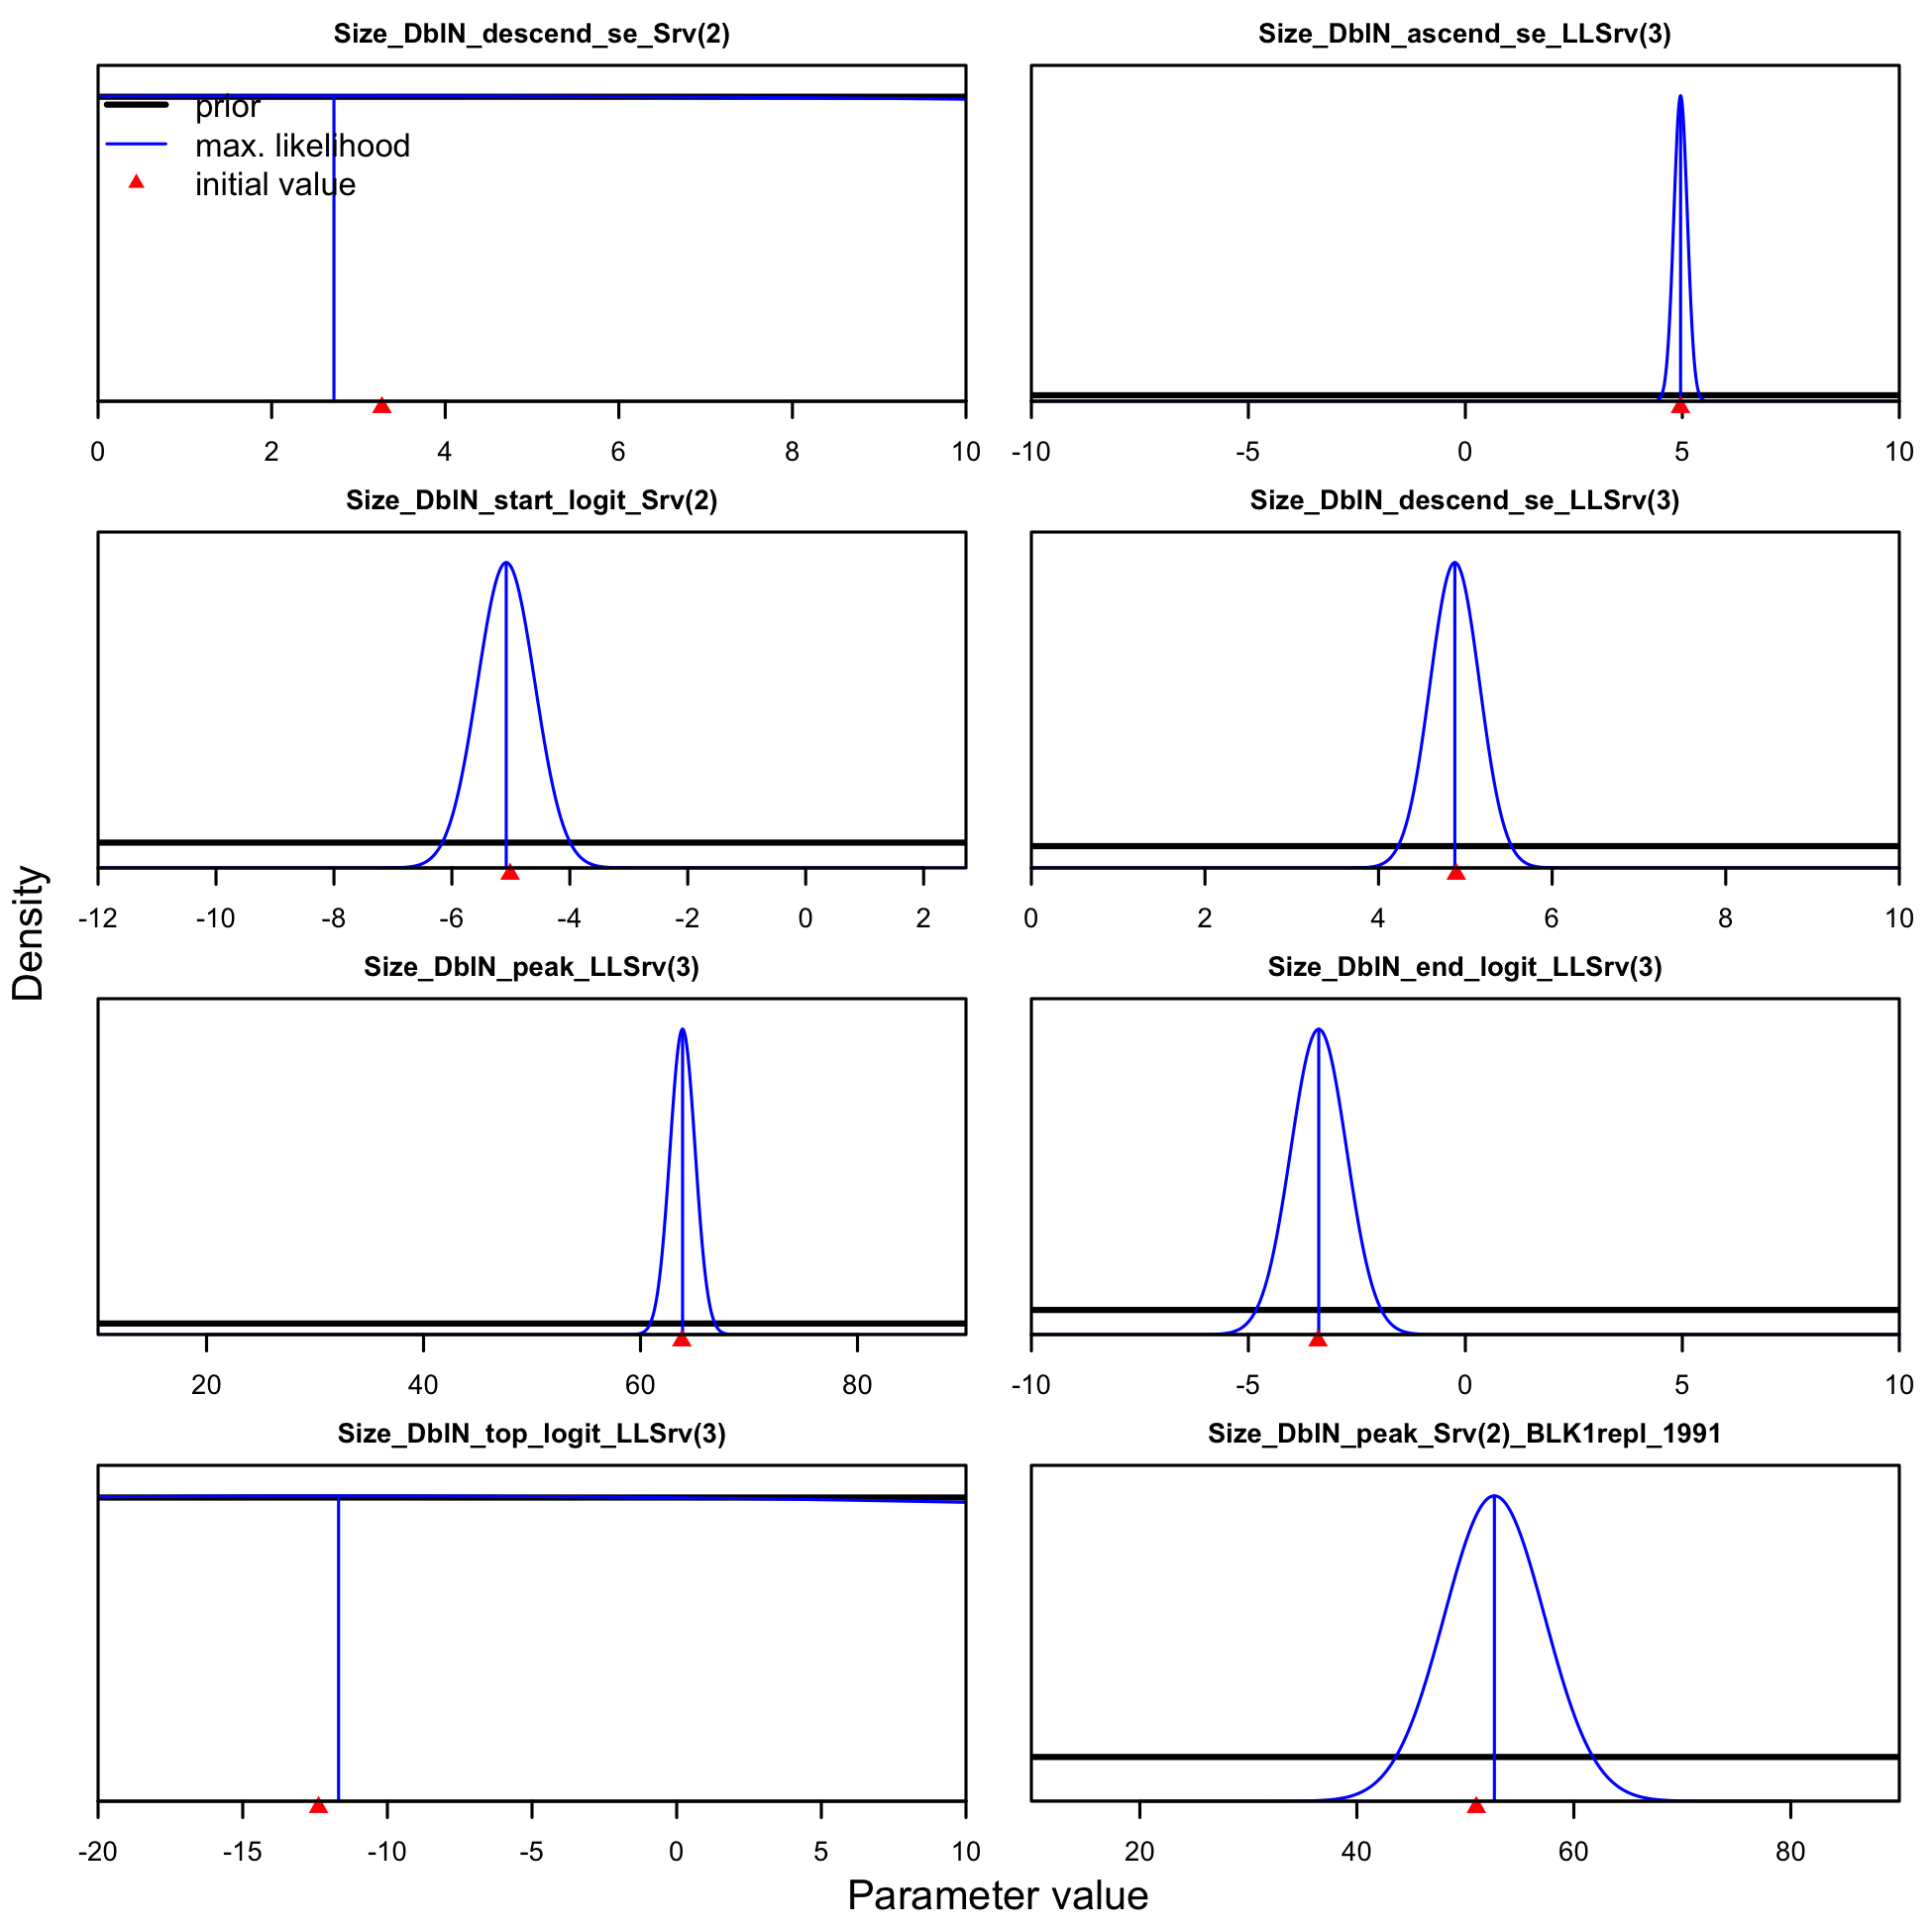 Size_DblN_descend_se_Srv(2)
prior
max. likelihood
initial value
0 2 4 6 8 10
Size_DblN_ascend_se_LLSrv(3)
-10 -5 0 5 10
Size_DblN_start_logit_Srv(2)
-12 -10 -8 -6 -4 -2 0 2
Size_DblN_descend_se_LLSrv(3)
0 2 4 6 8 10
Size_DblN_peak_LLSrv(3)
20 40 60 80
Size_DblN_end_logit_LLSrv(3)
-10 -5 0 5 10
Size_DblN_top_logit_LLSrv(3)
-20 -15 -10 -5 0 5 10
Size_DblN_peak_Srv(2)_BLK1repl_1991
20 40 60 80
Density
Parameter value